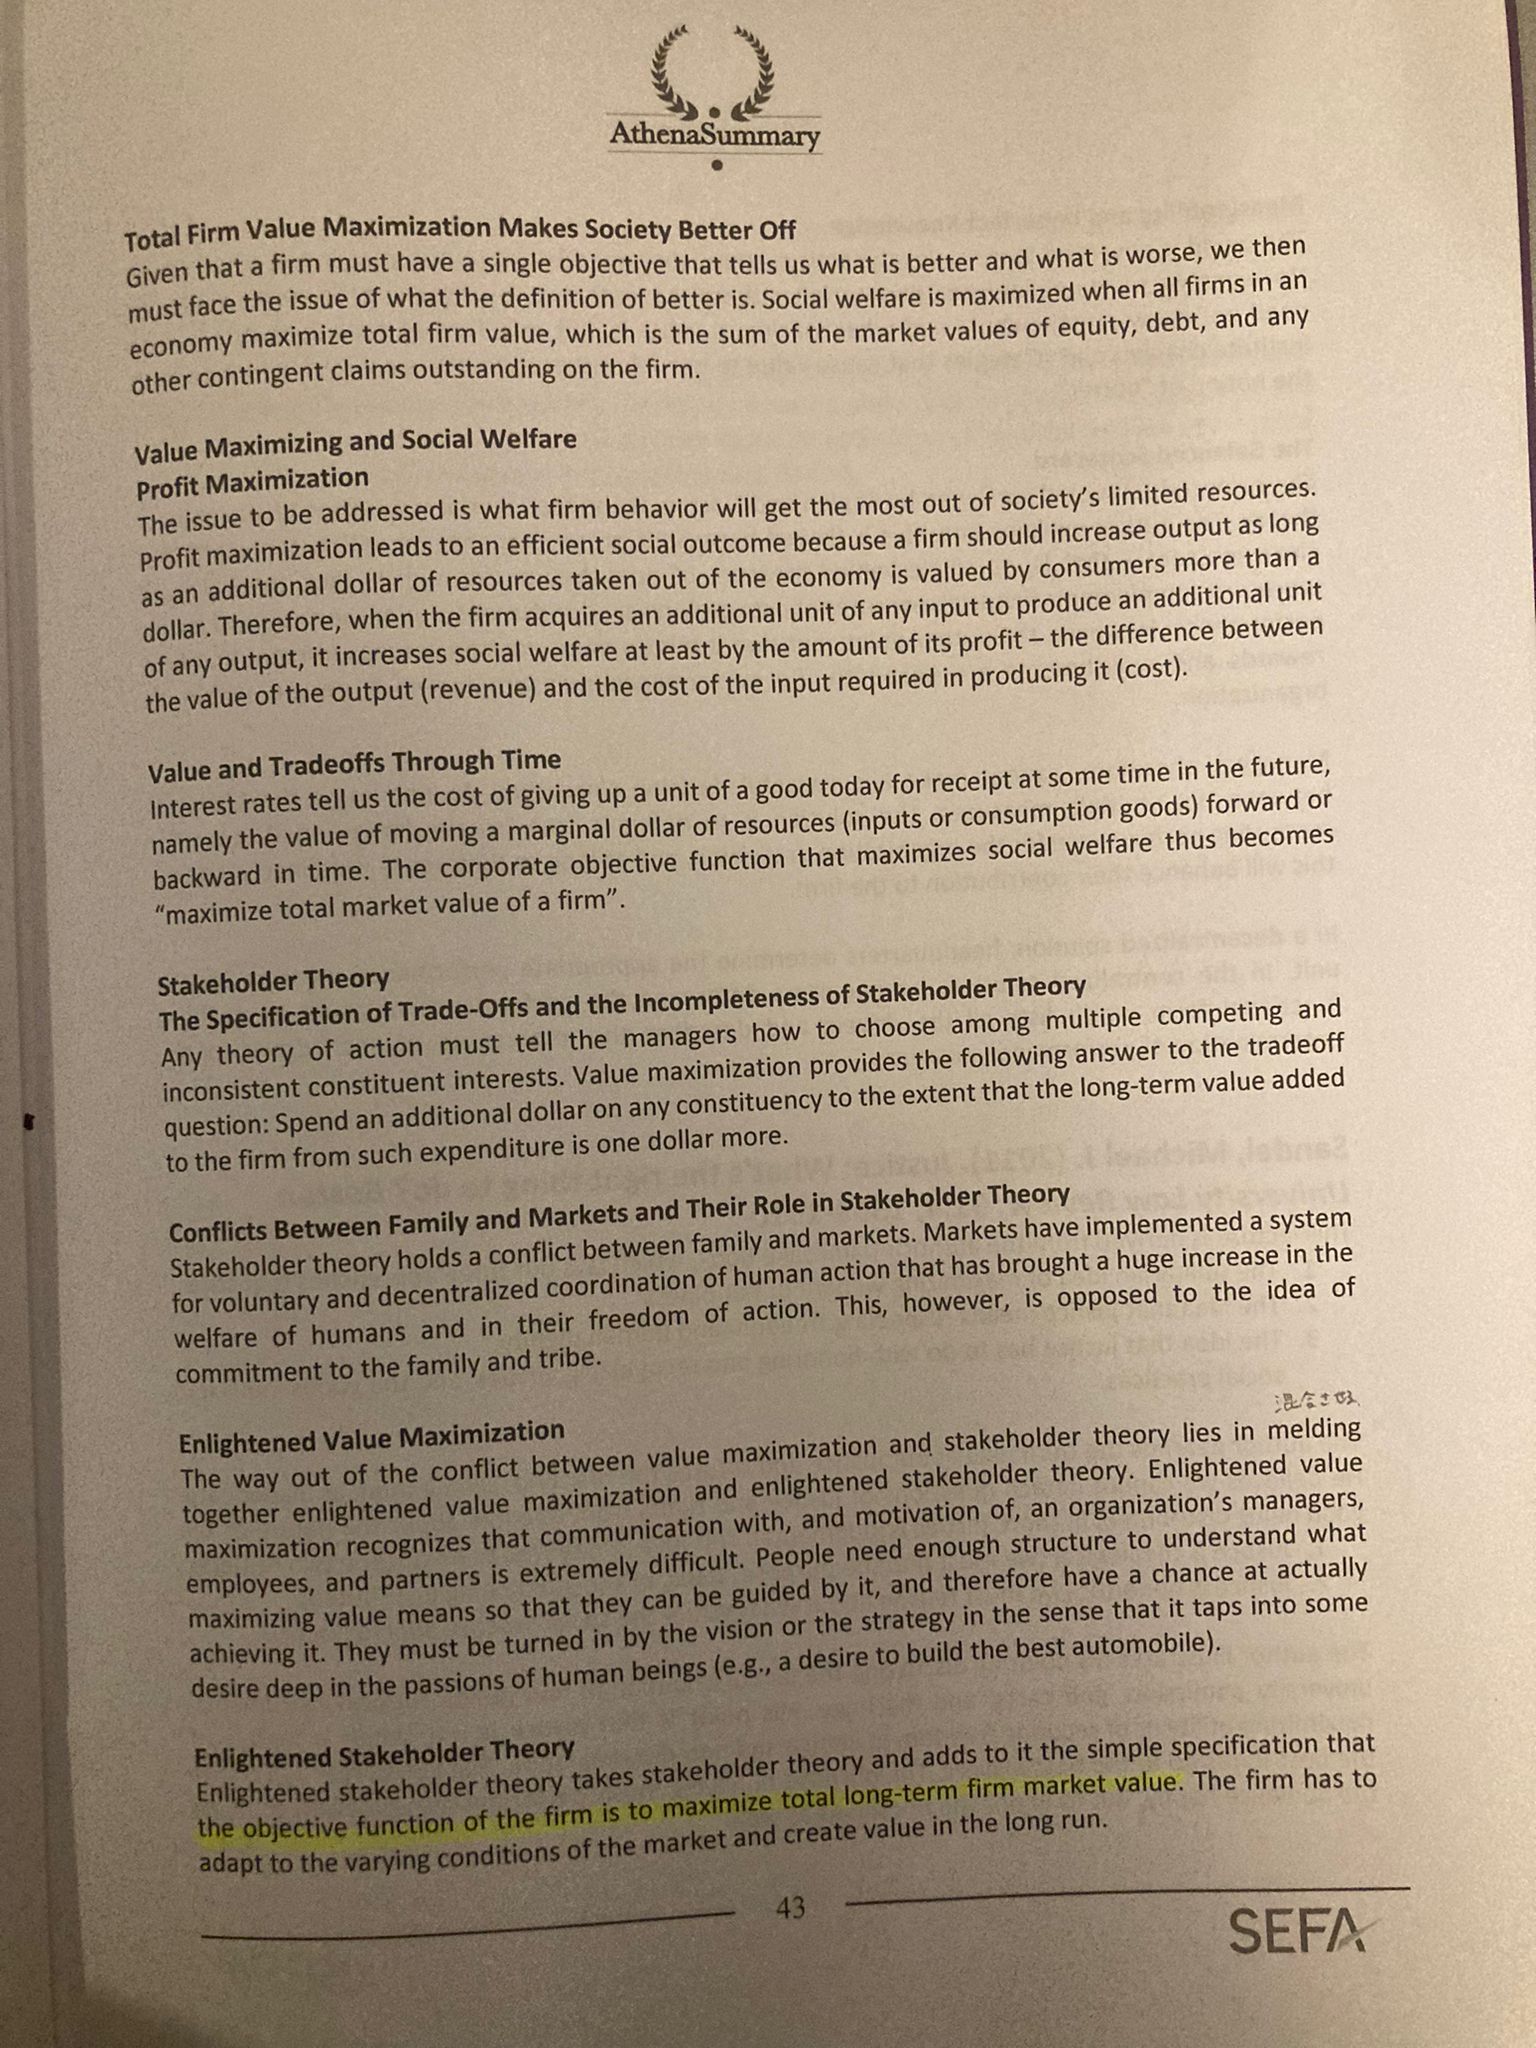 AthenaSummary
Total Firm Value Maximization Makes Society Better Off
Given that a firm must have a single objective that tells us what is better and what is worse, we then
must face the issue of what the definition of better is. Social welfare is maximized when all firms in an
economy maximize total firm value, which is the sum of the market values of equity, debt, and any
other contingent claims outstanding on the firm.
Value Maximizing and Social Welfare
Profit Maximization
The issue to be addressed is what firm behavior will get the most out of society's limited resources.
Profit maximization leads to an efficient social outcome because a firm should increase output as long
as an additional dollar of resources taken out of the economy is valued by consumers more than a
dollar. Therefore, when the firm acquires an additional unit of any input to produce an additional unit
of any output, it increases social welfare at least by the amount of its profit – the difference between
the value of the output (revenue) and the cost of the input required in producing it (cost).
Value and Tradeoffs Through Time
Interest rates tell us the cost of giving up a unit of a good today for receipt at some time in the future,
namely the value of moving a marginal dollar of resources (inputs or consumption goods) forward or
backward in time. The corporate objective function that maximizes social welfare thus becomes
"maximize total market value of a firm".
Stakeholder Theory
The Specification of Trade-Offs and the Incompleteness of Stakeholder Theory
Any theory of action must tell the managers how to choose among multiple competing and
inconsistent constituent interests. Value maximization provides the following answer to the tradeoff
question: Spend an additional dollar on any constituency to the extent that the long-term value added
to the firm from such expenditure is one dollar more.
Conflicts Between Family and Markets and Their Role in Stakeholder Theory
Stakeholder theory holds a conflict between family and markets. Markets have implemented a system
for voluntary and decentralized coordination of human action that has brought a huge increase in the
welfare of humans and in their freedom of action. This, however, is opposed to the idea of
commitment to the family and tribe.
Enlightened Value Maximization
The way out of the conflict between value maximization and stakeholder theory lies in melding
together enlightened value maximization and enlightened stakeholder theory. Enlightened value
maximization recognizes that communication with, and motivation of, an organization's managers,
employees, and partners is extremely difficult. People need enough structure to understand what
maximizing value means so that they can be guided by it, and therefore have a chance at actually
achieving it. They must be turned in by the vision or the strategy in the sense that it taps into some
desire deep in the passions of human beings (e.g., a desire to build the best automobile).
Enlightened Stakeholder Theory
Enlightened stakeholder theory takes stakeholder theory and adds to it the simple specification that
the objective function of the firm is to maximize total long-term firm market value. The firm has to
adapt to the varying conditions of the market and create value in the long run.
43
SEFA